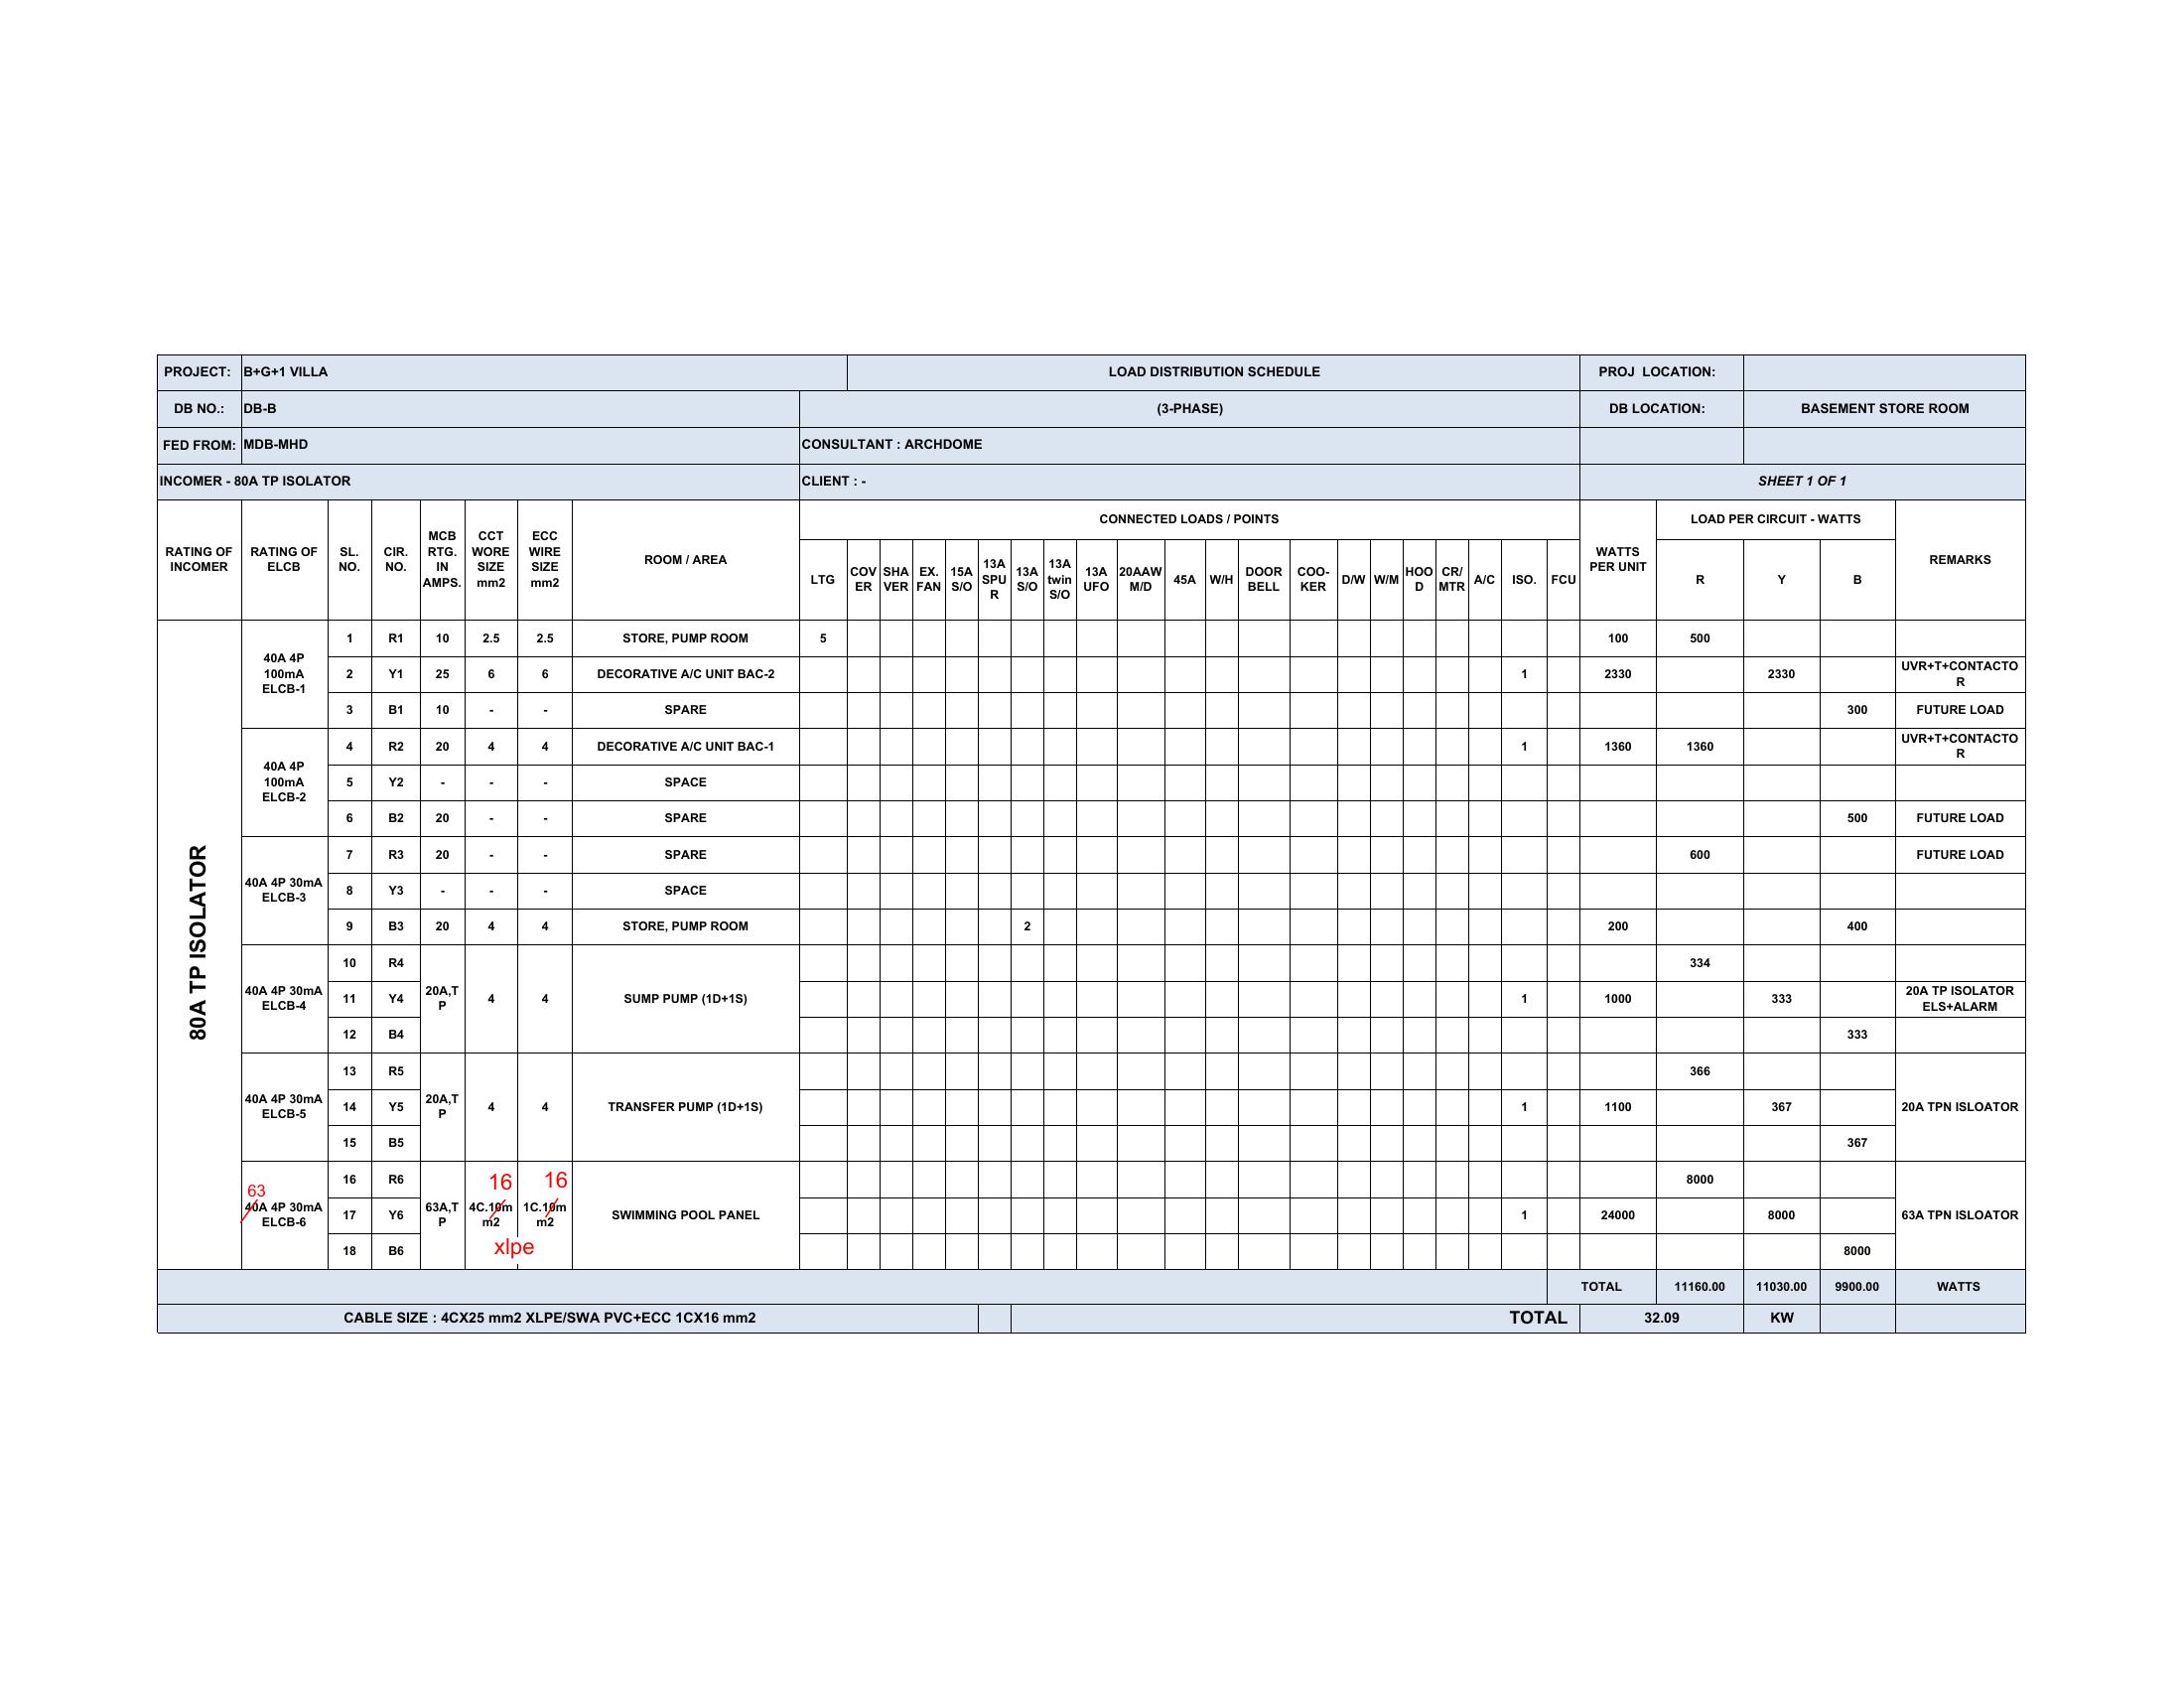 PROJECT: B+G+1 VILLA LOAD DISTRIBUTION SCHEDULE PROJ LOCATION:
DB NO.: DB-B (3-PHASE) DB LOCATION: BASEMENT STORE ROOM
FED FROM: MDB-MHD CONSULTANT : ARCHDOME
INCOMER - 80A TP ISOLATOR CLIENT : - SHEET 1 OF 1
RATING OF INCOMER RATING OF ELCB SL. NO. CIR. NO. MCB RTG. IN AMPS. CCT WORE SIZE mm2 ECC WIRE SIZE mm2 ROOM / AREA CONNECTED LOADS / POINTS WATTS PER UNIT LOAD PER CIRCUIT - WATTS REMARKS
LTG COVER SHAVER EX. FAN 15A S/O 13A SPUR 13A S/O 13A twin S/O 13A UFO 20AAW M/D 45A W/H DOOR BELL COO-KER D/W W/M HOOD CR/MTR A/C ISO. FCU R Y B
80A TP ISOLATOR
40A 4P 100mA ELCB-1
1 R1 10 2.5 2.5 STORE, PUMP ROOM 5 100 500
2 Y1 25 6 6 DECORATIVE A/C UNIT BAC-2 1 2330 2330 UVR+T+CONTACTOR
3 B1 10 - - SPARE 300 FUTURE LOAD
40A 4P 100mA ELCB-2
4 R2 20 4 4 DECORATIVE A/C UNIT BAC-1 1 1360 1360 UVR+T+CONTACTOR
5 Y2 - - - SPACE
6 B2 20 - - SPARE 500 FUTURE LOAD
40A 4P 30mA ELCB-3
7 R3 20 - - SPARE 600 FUTURE LOAD
8 Y3 - - - SPACE
9 B3 20 4 4 STORE, PUMP ROOM 2 200 400
40A 4P 30mA ELCB-4
10 R4 334
11 Y4 20A,TP 4 4 SUMP PUMP (1D+1S) 1 1000 333 20A TP ISOLATOR ELS+ALARM
12 B4 333
40A 4P 30mA ELCB-5
13 R5 366
14 Y5 20A,TP 4 4 TRANSFER PUMP (1D+1S) 1 1100 367 20A TPN ISLOATOR
15 B5 367
63
40A 4P 30mA ELCB-6
16 R6 16 16 8000
17 Y6 63A,TP 4C.10mm2 1C.10mm2 SWIMMING POOL PANEL 1 24000 8000 63A TPN ISLOATOR
18 B6 xlpe 8000
TOTAL 11160.00 11030.00 9900.00 WATTS
CABLE SIZE : 4CX25 mm2 XLPE/SWA PVC+ECC 1CX16 mm2 TOTAL 32.09 KW